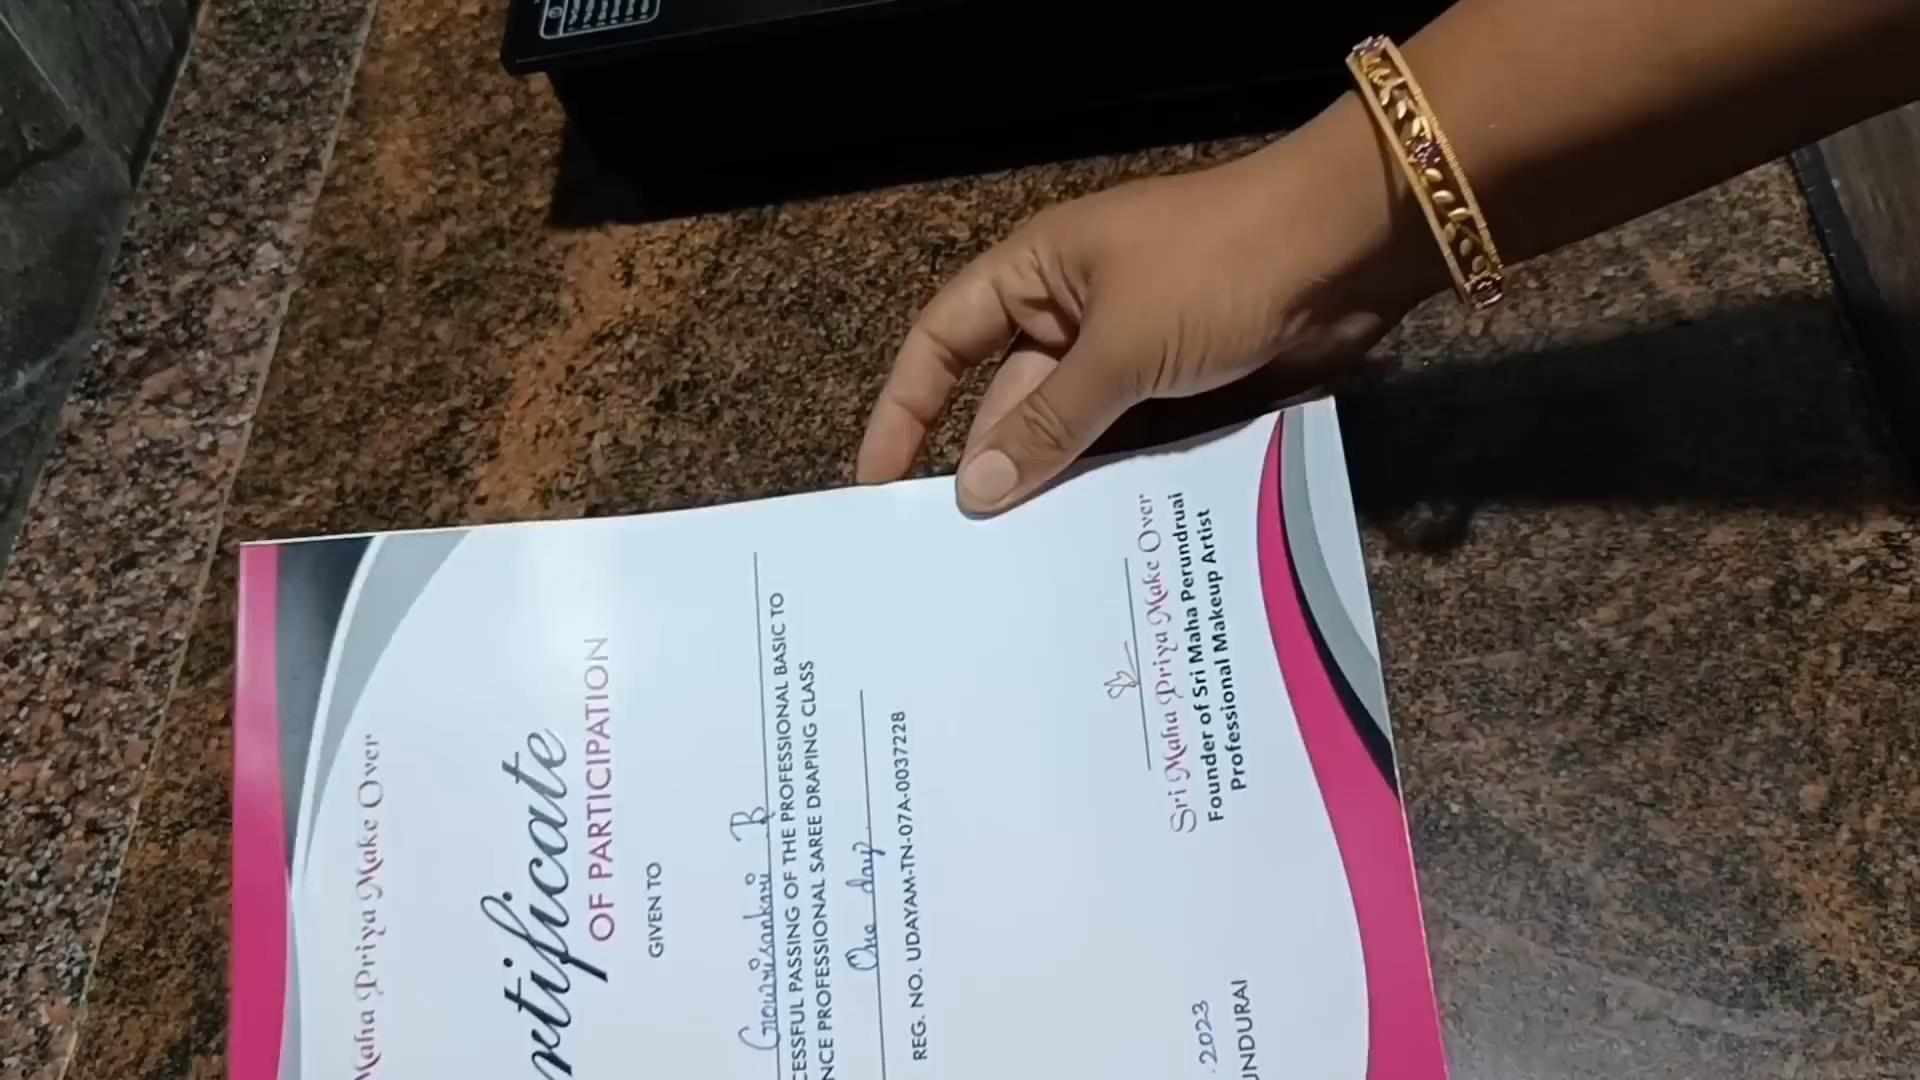 Maha Priya Make Over
rtificate
OF PARTICIPATION
GIVEN TO
Gowrisankari B
CESSFUL PASSING OF THE PROFESSIONAL BASIC TO
NCE PROFESSIONAL SAREE DRAPING CLASS
One day
REG. NO. UDAYAM-TN-07A-0037228
2023
UNDURAI
Sri Maha Priya Make Over
Founder of Sri Maha Perundruai
Professional Makeup Artist